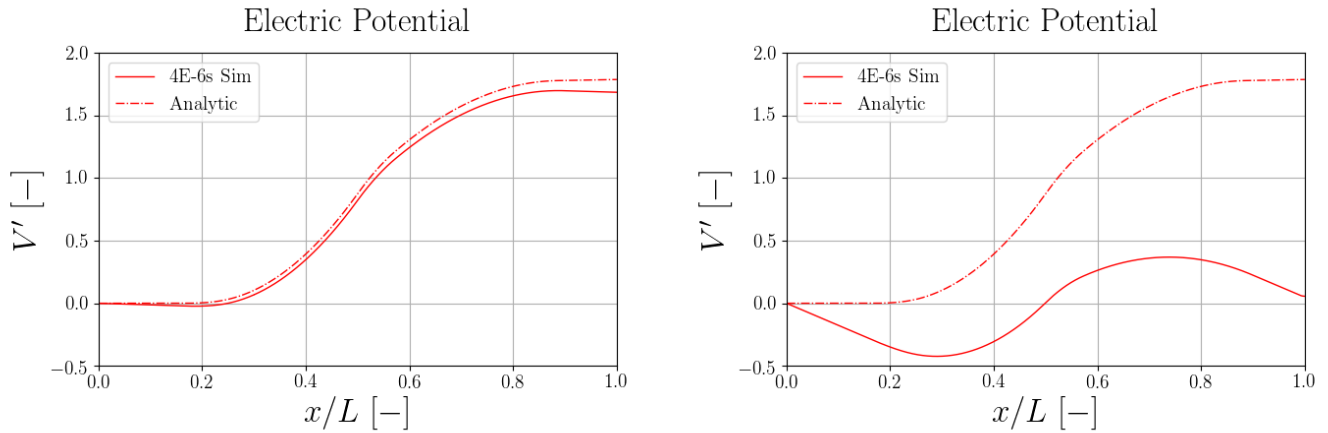 Electric Potential
2.0
1.5
1.0
0.5
0.0
−0.5
V′ [−]
4E-6s Sim
Analytic
0.0 0.2 0.4 0.6 0.8 1.0
x/L [−]
Electric Potential
2.0
1.5
1.0
0.5
0.0
−0.5
V′ [−]
4E-6s Sim
Analytic
0.0 0.2 0.4 0.6 0.8 1.0
x/L [−]